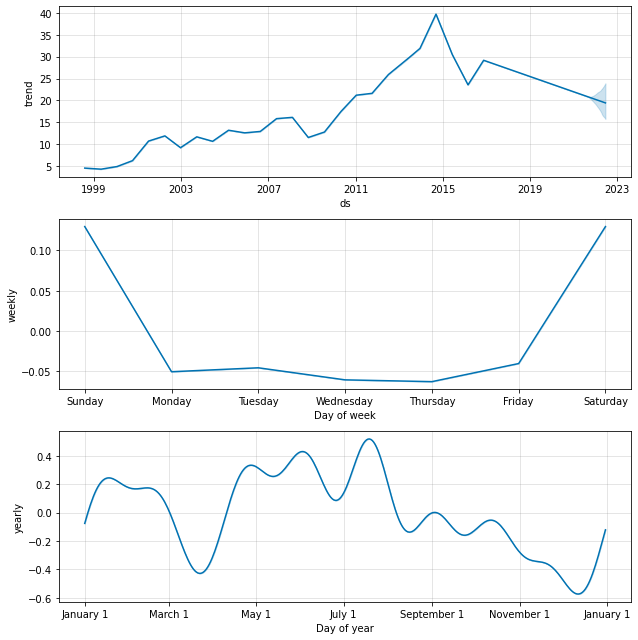 40
35
30
25
20
15
10
5
trend
1999 2003 2007 2011 2015 2019 2023
ds
0.10
0.05
0.00
−0.05
weekly
Sunday Monday Tuesday Wednesday Thursday Friday Saturday
Day of week
0.4
0.2
0.0
−0.2
−0.4
−0.6
yearly
January 1 March 1 May 1 July 1 September 1 November 1 January 1
Day of year